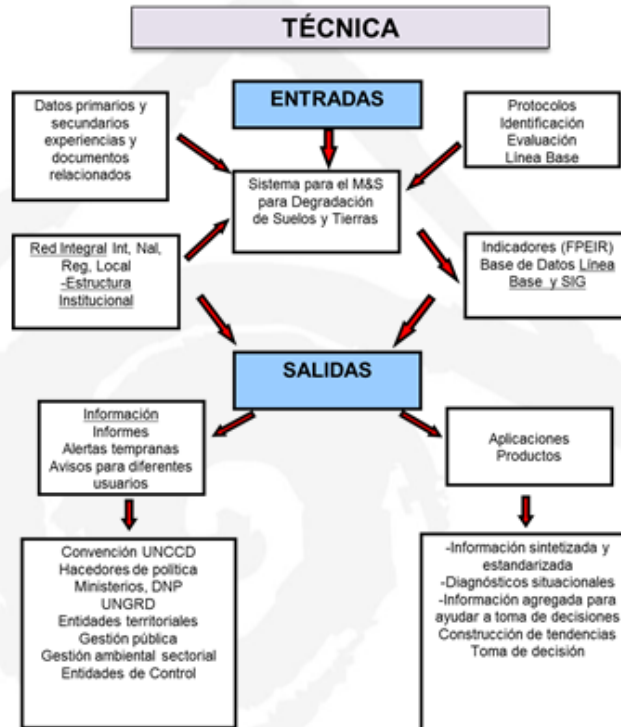 TÉCNICA
ENTRADAS
Datos primarios y
secundarios
experiencias y
documentos
relacionados
Protocolos
Identificación
Evaluación
Línea Base
Sistema para el M&S
para Degradación
de Suelos y Tierras
Red Integral Int, Nal,
Reg, Local
-Estructura
Institucional
Indicadores (FPEIR)
Base de Datos Línea
Base y SIG
SALIDAS
Información
Informes
Alertas tempranas
Avisos para diferentes
usuarios
Aplicaciones
Productos
Convención UNCCD
Hacedores de política
Ministerios, DNP
UNGRD
Entidades territoriales
Gestión pública
Gestión ambiental sectorial
Entidades de Control
-Información sintetizada y
estandarizada
-Diagnósticos situacionales
-Información agregada para
ayudar a toma de decisiones
Construcción de tendencias
Toma de decisión